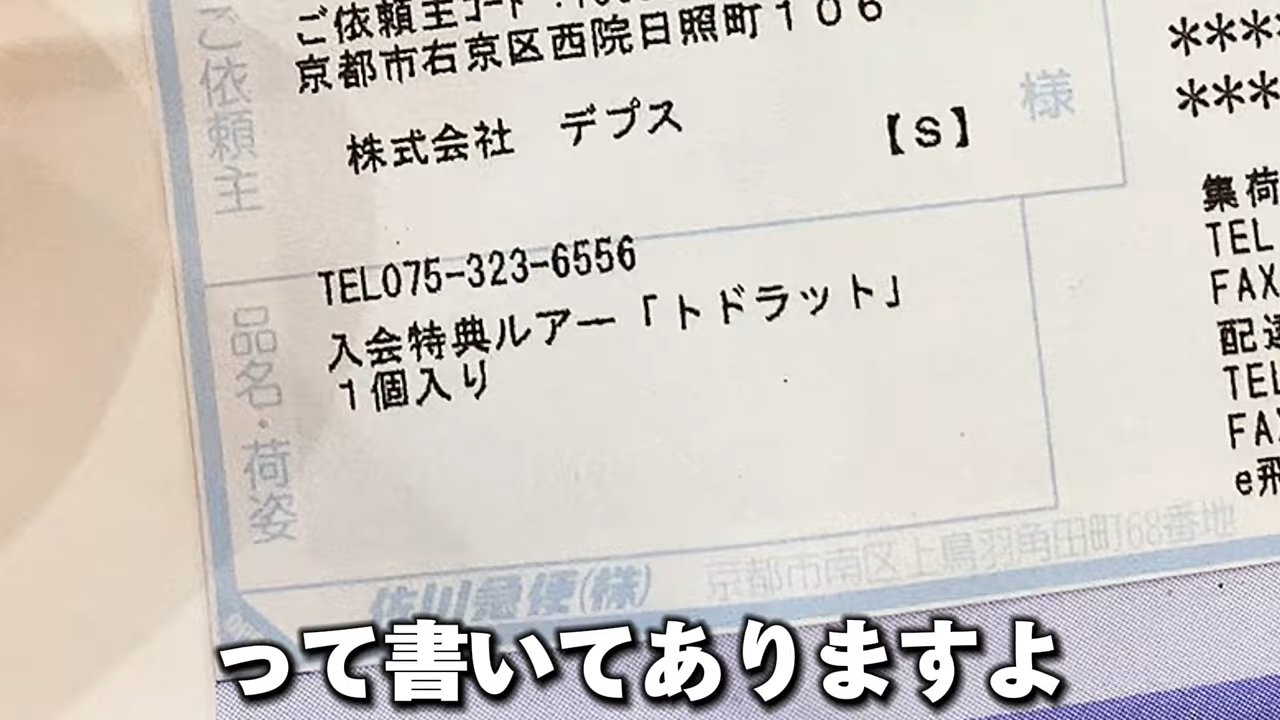 ご依頼主
京都市右京区西院日照町106
株式会社 デプス 【S】 様
TEL075-323-6556
品名・荷姿
入会特典ルアー「トドラット」
1個入り
佐川急便(株) 京都市南区上鳥羽角田町68番地
****
***
集荷
TEL
FAX
TEL
e飛
って書いてありますよ